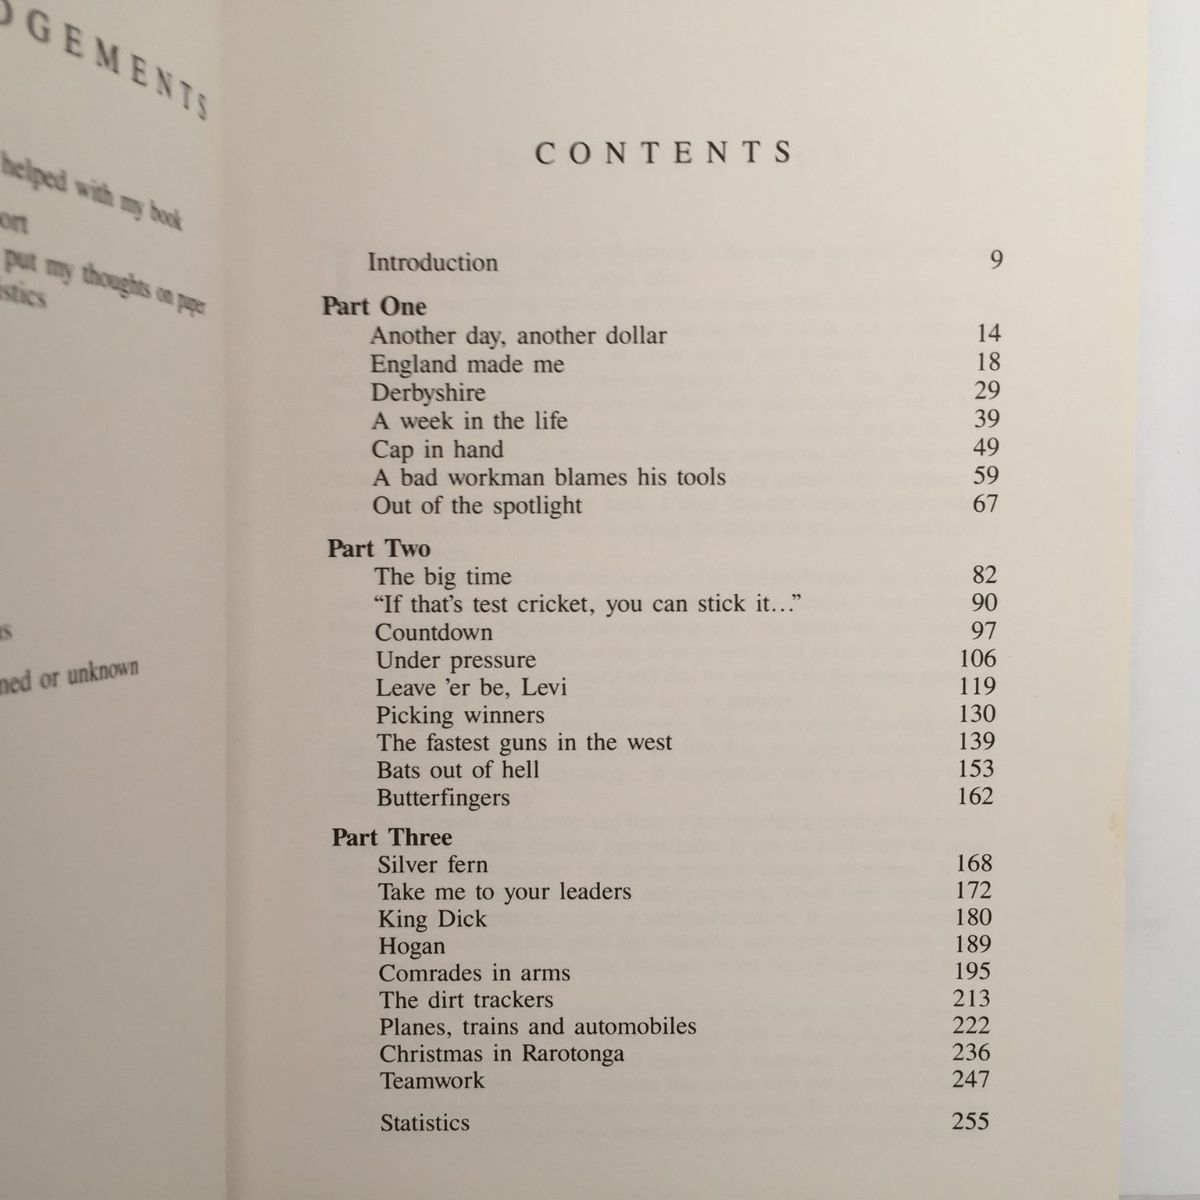 DGEMENTS
helped with my book
ort
put my thoughts on paper
istics
ned or unknown
CONTENTS
Introduction 9
Part One
Another day, another dollar 14
England made me 18
Derbyshire 29
A week in the life 39
Cap in hand 49
A bad workman blames his tools 59
Out of the spotlight 67
Part Two
The big time 82
“If that’s test cricket, you can stick it...” 90
Countdown 97
Under pressure 106
Leave ’er be, Levi 119
Picking winners 130
The fastest guns in the west 139
Bats out of hell 153
Butterfingers 162
Part Three
Silver fern 168
Take me to your leaders 172
King Dick 180
Hogan 189
Comrades in arms 195
The dirt trackers 213
Planes, trains and automobiles 222
Christmas in Rarotonga 236
Teamwork 247
Statistics 255